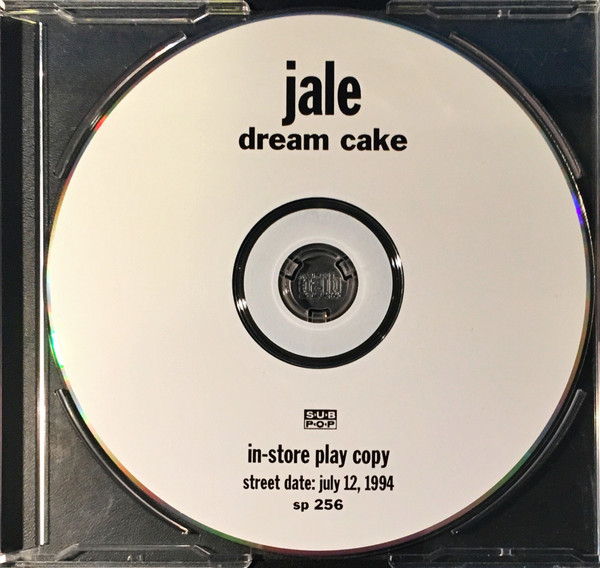 jale
dream cake
S·U·B
P·O·P
in-store play copy
street date: july 12, 1994
sp 256